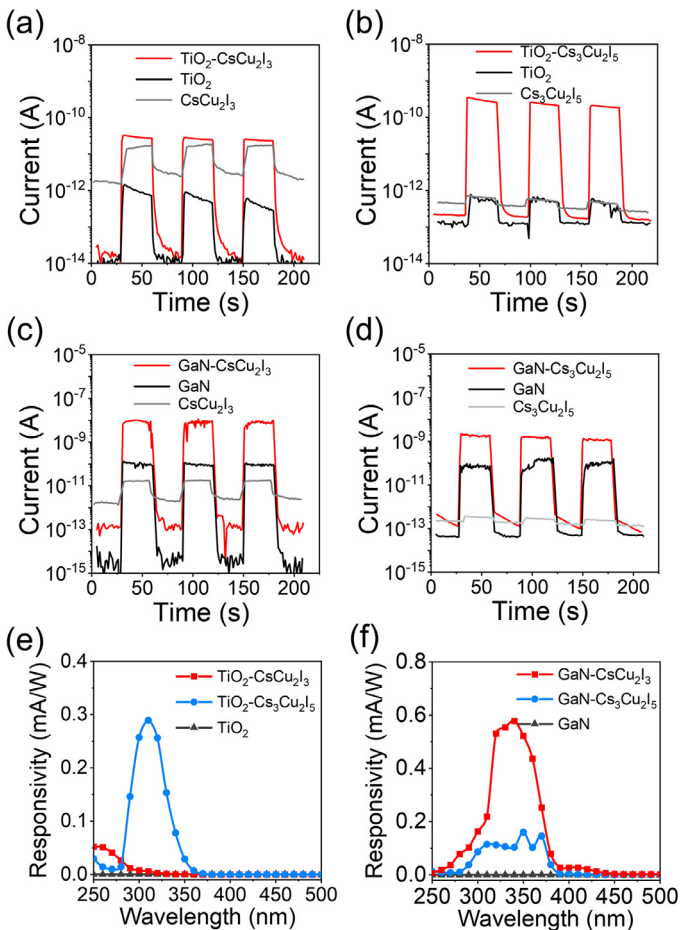 (a)
10⁻⁸
10⁻¹⁰
10⁻¹²
10⁻¹⁴
Current (A)
TiO₂-CsCu₂I₃
TiO₂
CsCu₂I₃
0 50 100 150 200
Time (s)
(b)
10⁻⁸
10⁻¹⁰
10⁻¹²
10⁻¹⁴
Current (A)
TiO₂-Cs₃Cu₂I₅
TiO₂
Cs₃Cu₂I₅
0 50 100 150 200
Time (s)
(c)
10⁻⁵
10⁻⁷
10⁻⁹
10⁻¹¹
10⁻¹³
10⁻¹⁵
Current (A)
GaN-CsCu₂I₃
GaN
CsCu₂I₃
0 50 100 150 200
Time (s)
(d)
10⁻⁵
10⁻⁷
10⁻⁹
10⁻¹¹
10⁻¹³
10⁻¹⁵
Current (A)
GaN-Cs₃Cu₂I₅
GaN
Cs₃Cu₂I₅
0 50 100 150 200
Time (s)
(e)
0.4
0.3
0.2
0.1
0.0
Responsivity (mA/W)
TiO₂-CsCu₂I₃
TiO₂-Cs₃Cu₂I₅
TiO₂
250 300 350 400 450 500
Wavelength (nm)
(f)
0.8
0.6
0.4
0.2
0.0
Responsivity (mA/W)
GaN-CsCu₂I₃
GaN-Cs₃Cu₂I₅
GaN
250 300 350 400 450 500
Wavelength (nm)